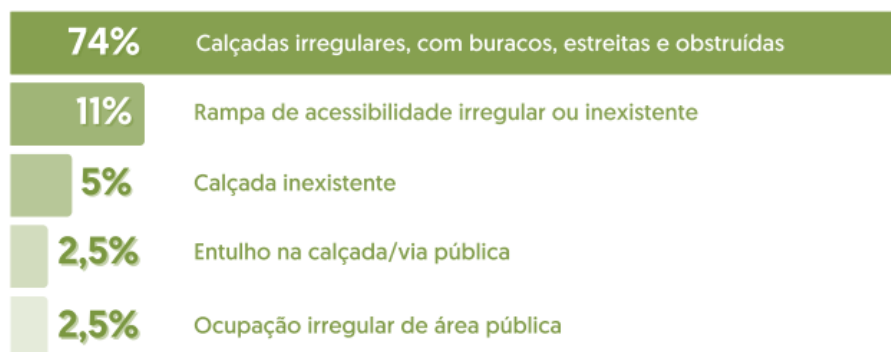 74% Calçadas irregulares, com buracos, estreitas e obstruídas
11% Rampa de acessibilidade irregular ou inexistente
5% Calçada inexistente
2,5% Entulho na calçada/via pública
2,5% Ocupação irregular de área pública